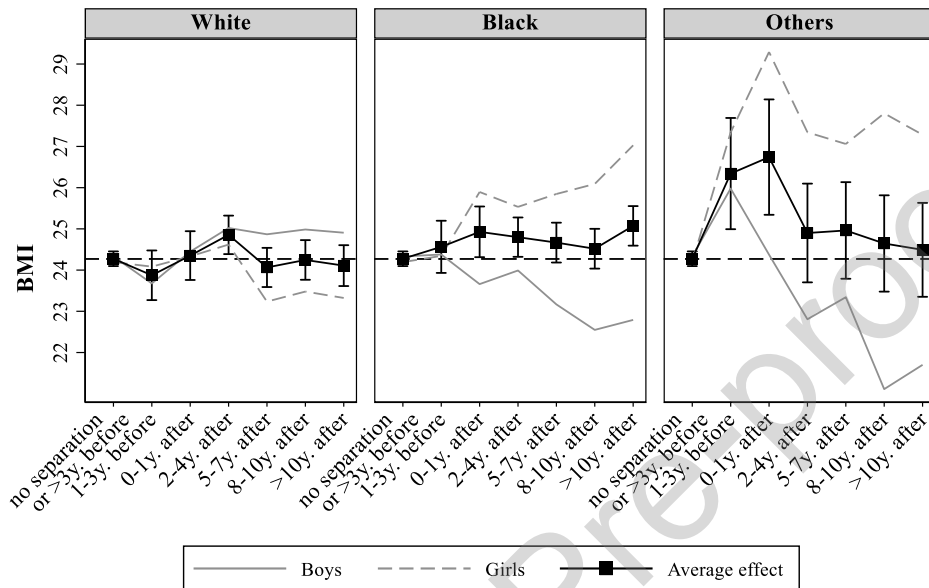 White Black Others
BMI
29
28
27
26
25
24
23
22
no separation
or >3y. before
1-3y. before
0-1y. after
2-4y. after
5-7y. after
8-10y. after
>10y. after
no separation
or >3y. before
1-3y. before
0-1y. after
2-4y. after
5-7y. after
8-10y. after
>10y. after
no separation
or >3y. before
1-3y. before
0-1y. after
2-4y. after
5-7y. after
8-10y. after
>10y. after
Boys Girls Average effect
Pre-proof